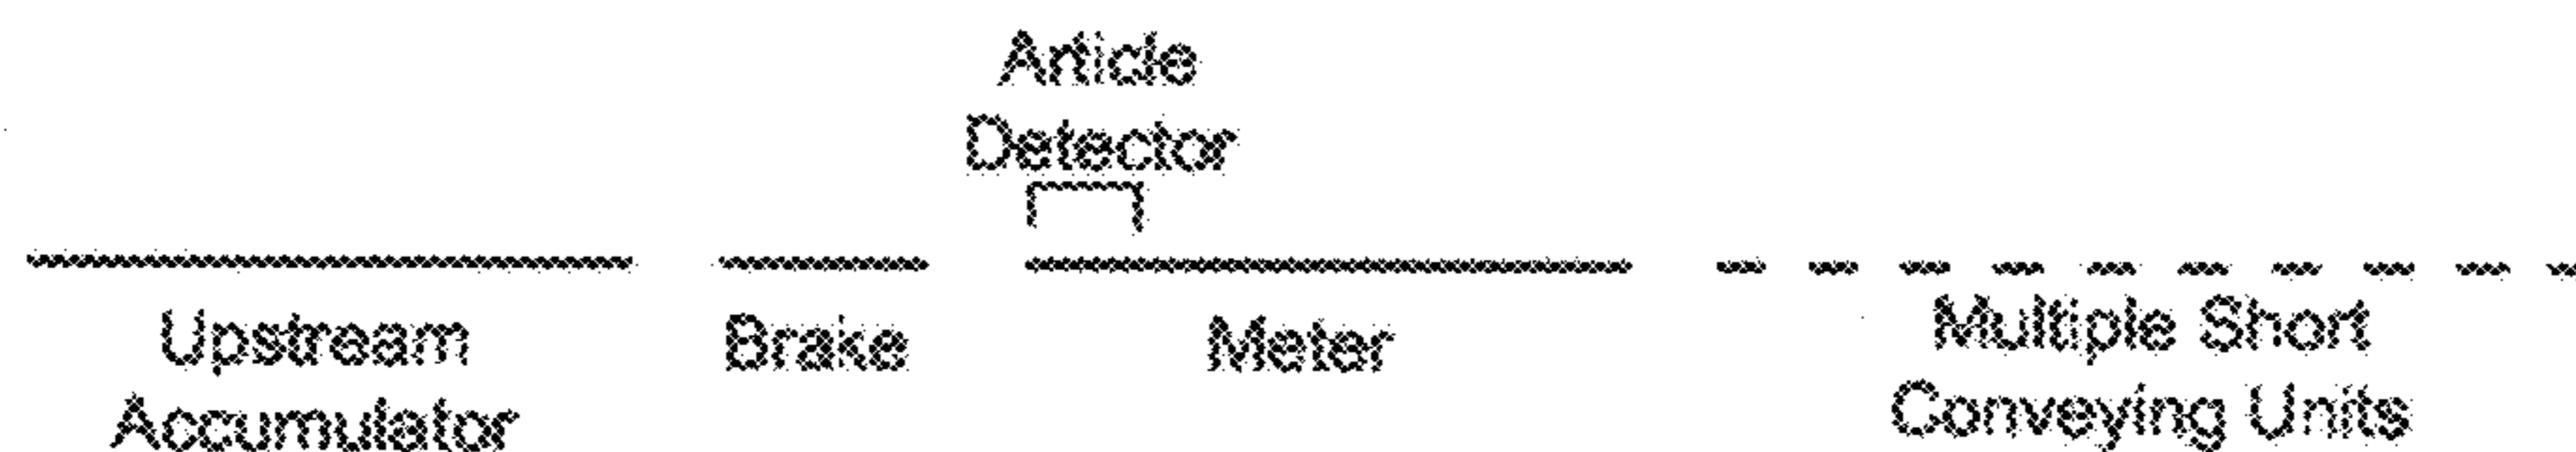 Article
Detector
Upstream
Accumulator
Brake
Meter
Multiple Short
Conveying Units